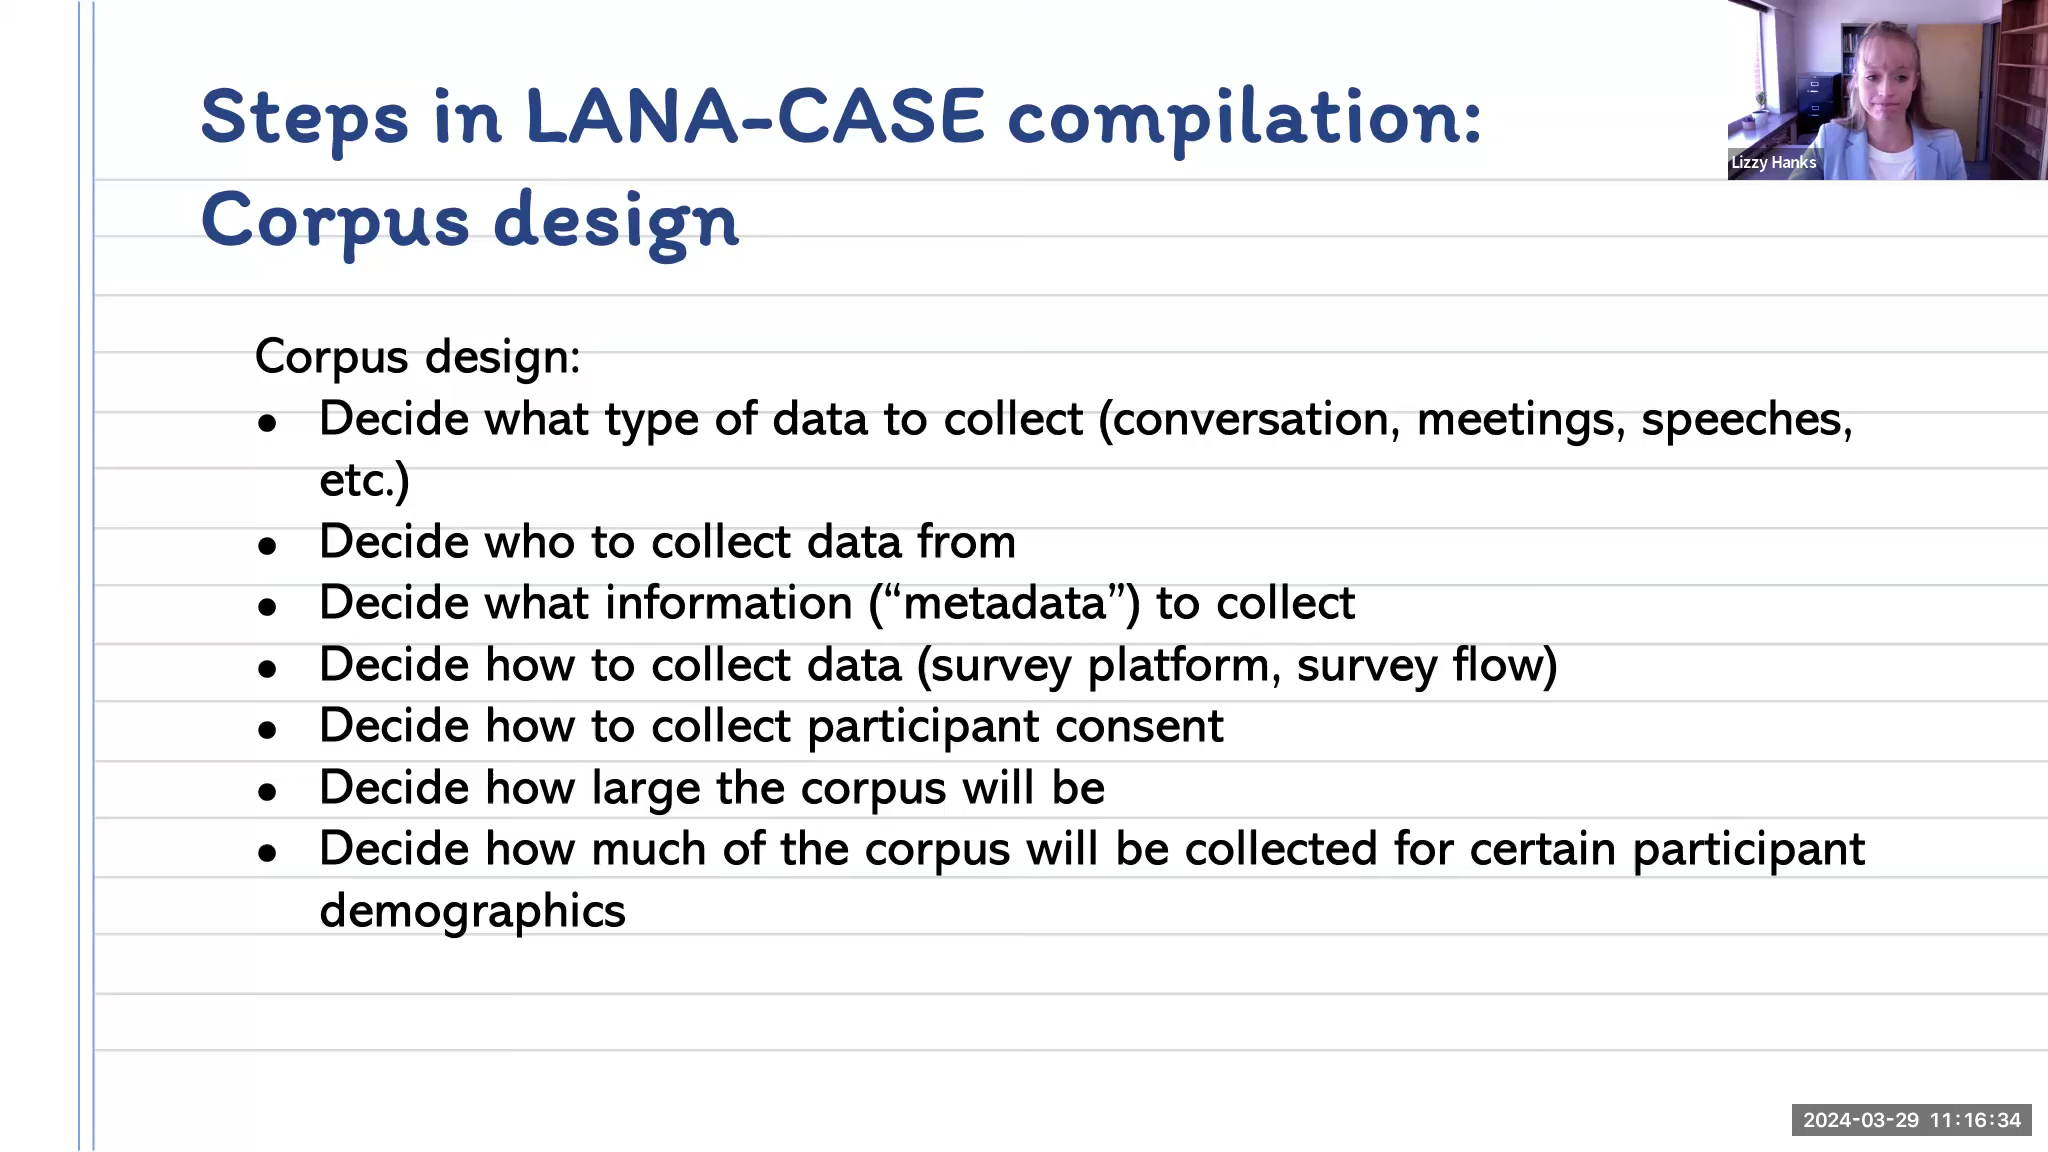 Steps in LANA-CASE compilation:
Corpus design
Lizzy Hanks
Corpus design:
● Decide what type of data to collect (conversation, meetings, speeches,
etc.)
● Decide who to collect data from
● Decide what information (“metadata”) to collect
● Decide how to collect data (survey platform, survey flow)
● Decide how to collect participant consent
● Decide how large the corpus will be
● Decide how much of the corpus will be collected for certain participant
demographics
2024-03-29 11:16:34